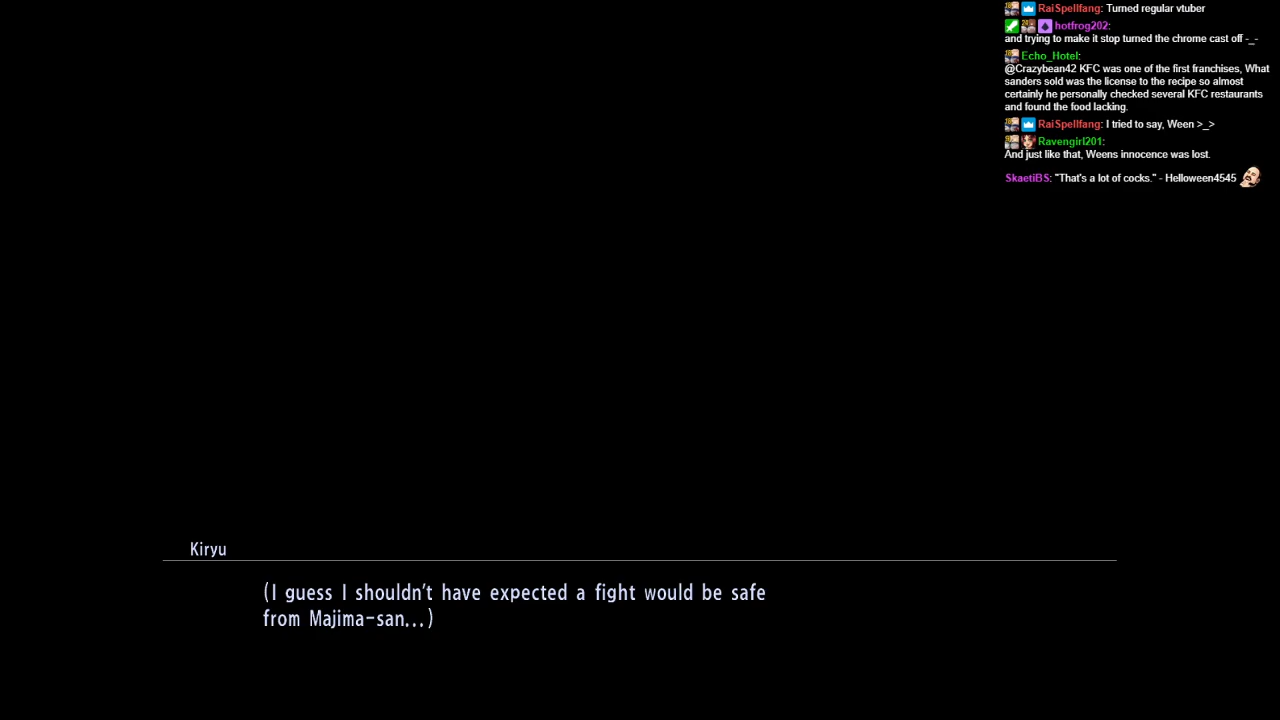 RaiSpellfang: Turned regular vtuber
hotfrog202:
and trying to make it stop turned the chrome cast off -_-
Echo_Hotel:
@Crazybean42 KFC was one of the first franchises, What
sanders sold was the license to the recipe so almost
certainly he personally checked several KFC restaurants
and found the food lacking.
RaiSpellfang: I tried to say, Ween >_>
Ravengirl201:
And just like that, Weens innocence was lost.
SkaetiBS: "That's a lot of cocks." - Helloween4545
Kiryu
(I guess I shouldn't have expected a fight would be safe
from Majima-san...)